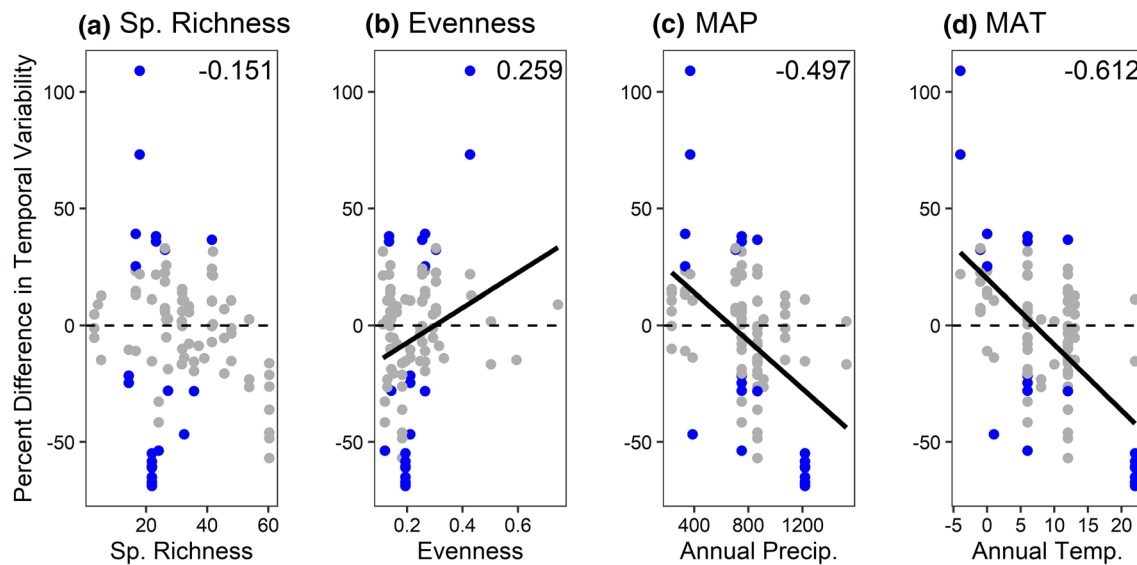 (a) Sp. Richness
(b) Evenness
(c) MAP
(d) MAT
Percent Difference in Temporal Variability
-0.151
0.259
-0.497
-0.612
100
50
0
-50
100
50
0
-50
100
50
0
-50
100
50
0
-50
20 40 60
0.2 0.4 0.6
400 800 1200
-5 0 5 10 15 20
Sp. Richness
Evenness
Annual Precip.
Annual Temp.